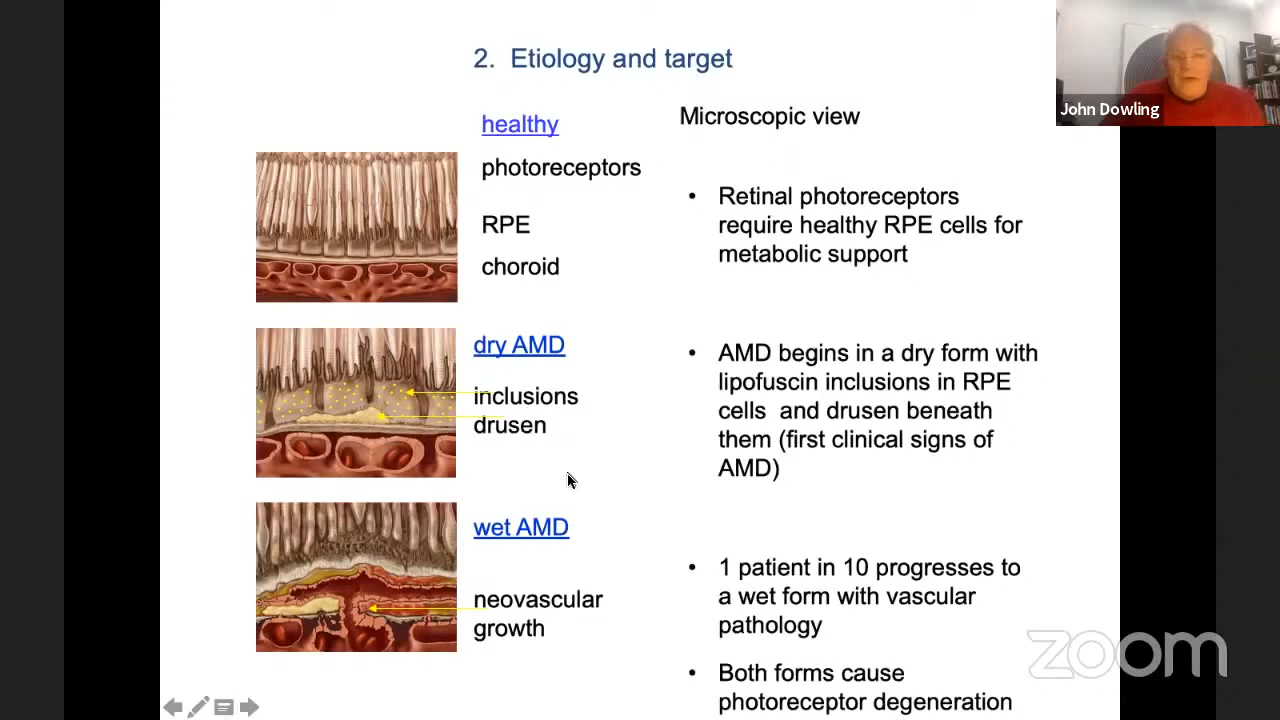 2. Etiology and target
John Dowling
healthy
photoreceptors
RPE
choroid
Microscopic view
• Retinal photoreceptors
require healthy RPE cells for
metabolic support
dry AMD
inclusions
drusen
• AMD begins in a dry form with
lipofuscin inclusions in RPE
cells and drusen beneath
them (first clinical signs of
AMD)
wet AMD
neovascular
growth
• 1 patient in 10 progresses to
a wet form with vascular
pathology
• Both forms cause
photoreceptor degeneration
zoom